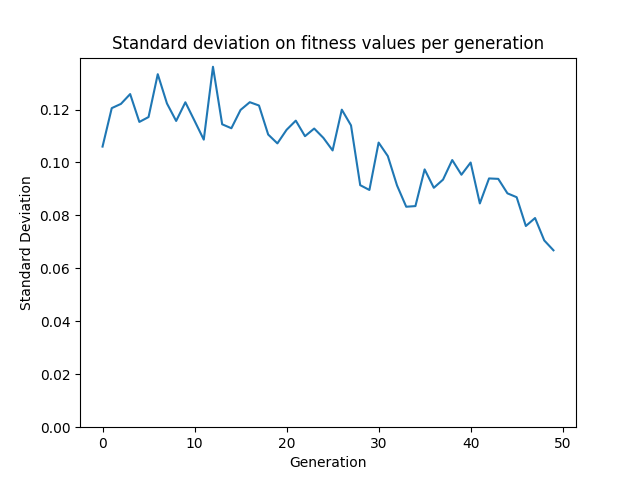 Standard deviation on fitness values per generation
Standard Deviation
0.12
0.10
0.08
0.06
0.04
0.02
0.00
0 10 20 30 40 50
Generation